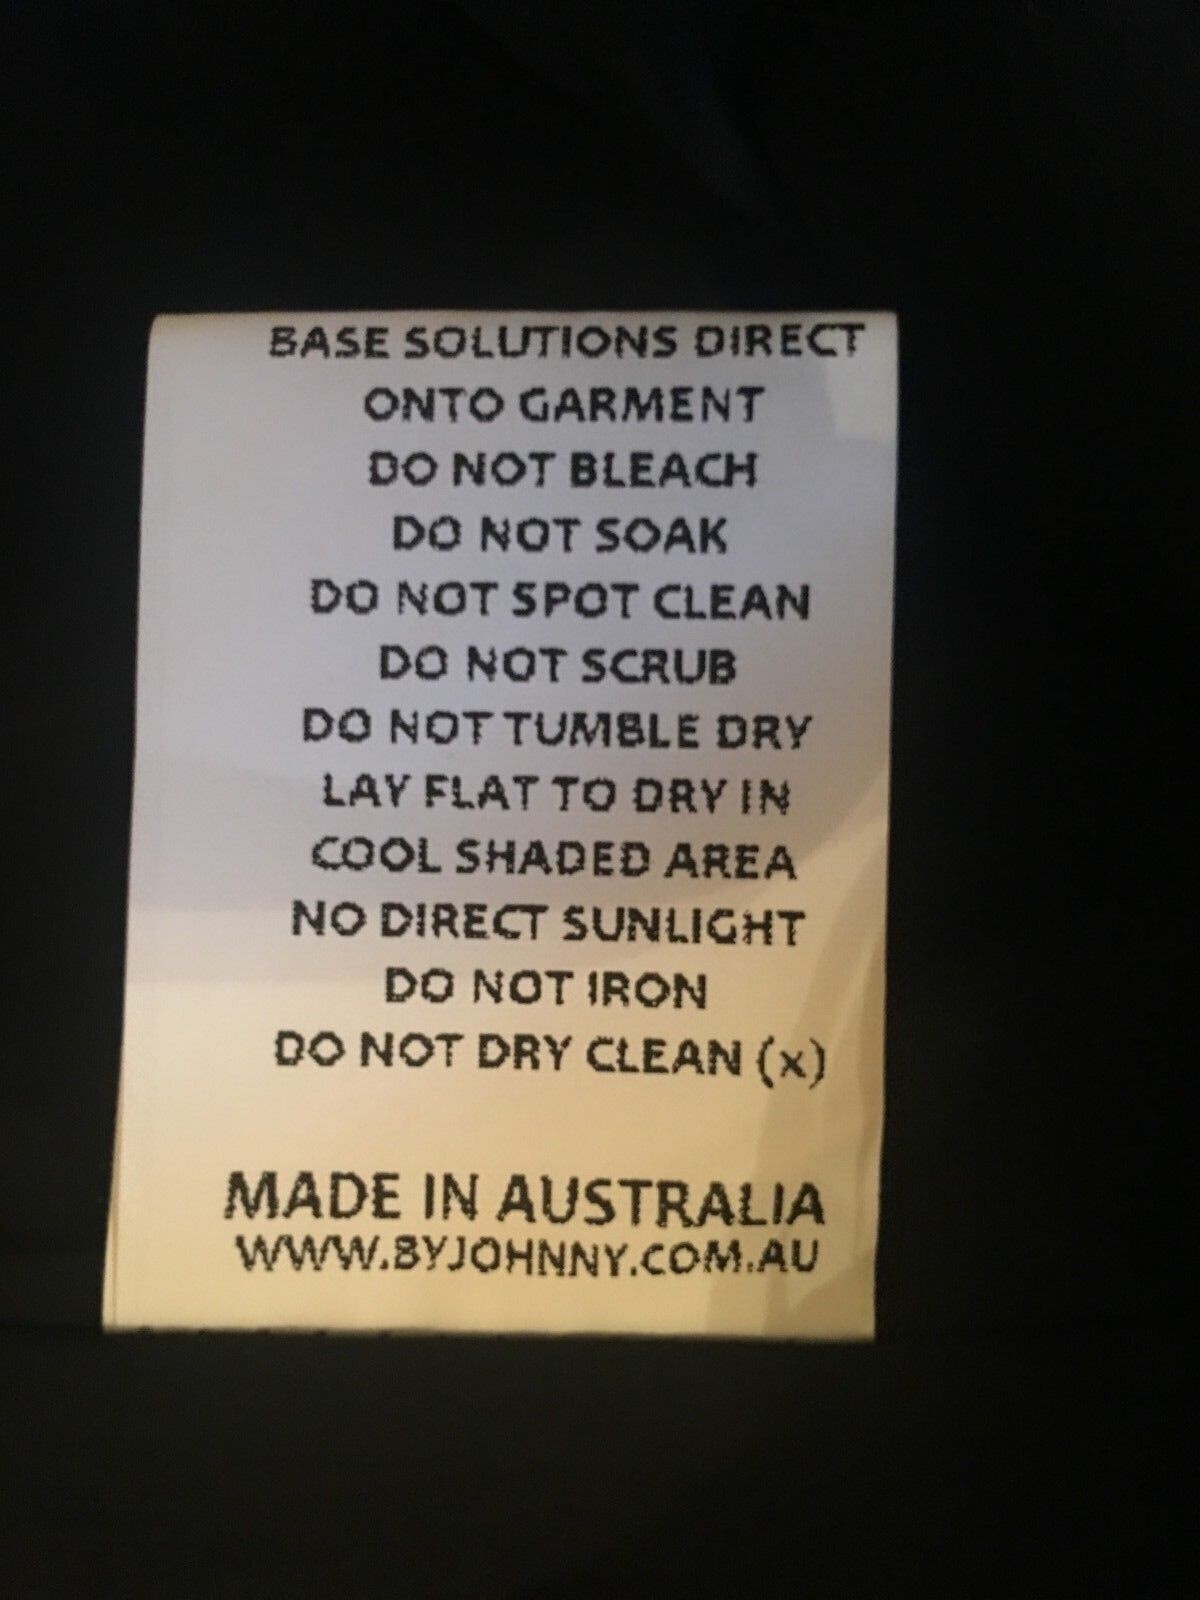 BASE SOLUTIONS DIRECT
ONTO GARMENT
DO NOT BLEACH
DO NOT SOAK
DO NOT SPOT CLEAN
DO NOT SCRUB
DO NOT TUMBLE DRY
LAY FLAT TO DRY IN
COOL SHADED AREA
NO DIRECT SUNLIGHT
DO NOT IRON
DO NOT DRY CLEAN (x)
MADE IN AUSTRALIA
WWW.BYJOHNNY.COM.AU